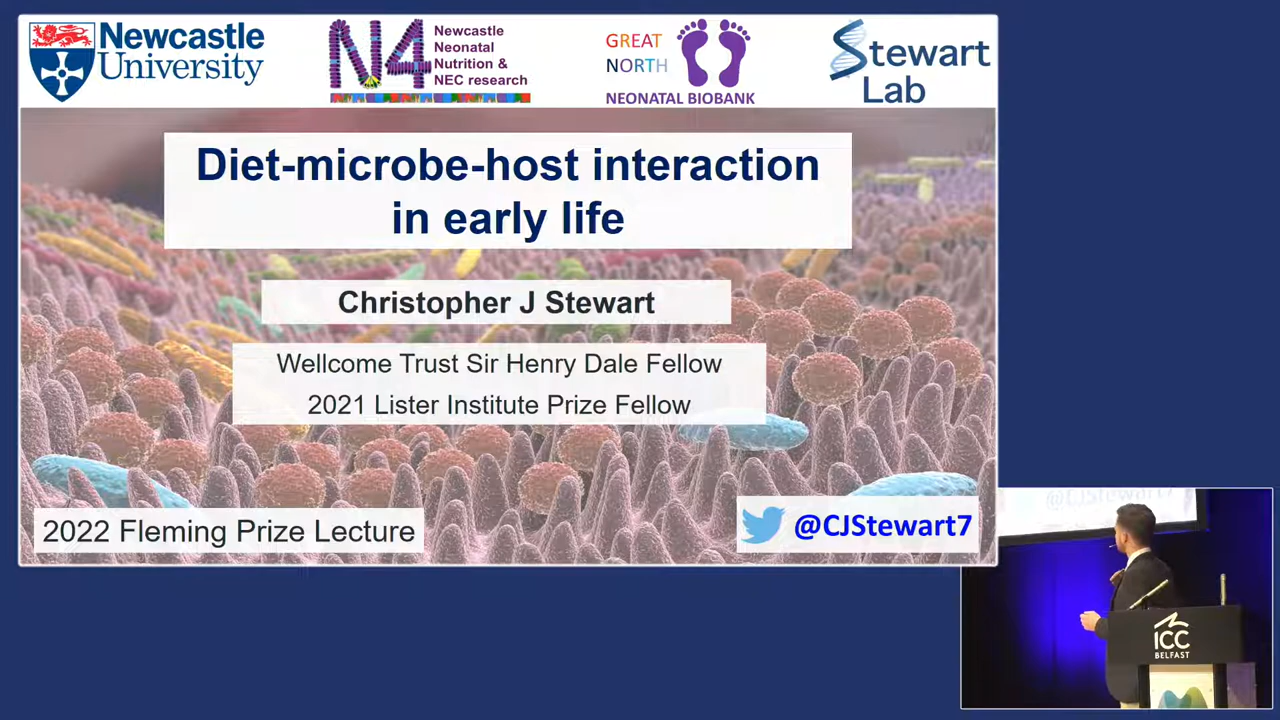 Newcastle
University
N4
Newcastle
Neonatal
Nutrition &
NEC research
GREAT
NORTH
NEONATAL BIOBANK
Stewart
Lab
Diet-microbe-host interaction
in early life
Christopher J Stewart
Wellcome Trust Sir Henry Dale Fellow
2021 Lister Institute Prize Fellow
2022 Fleming Prize Lecture
@CJStewart7
@CJStewart7
ICC
BELFAST